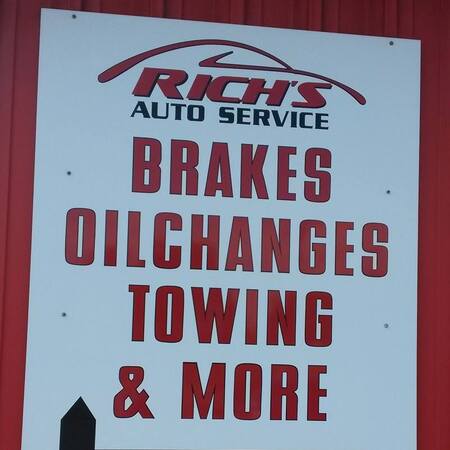 RICH'S
AUTO SERVICE
BRAKES
OILCHANGES
TOWING
& MORE